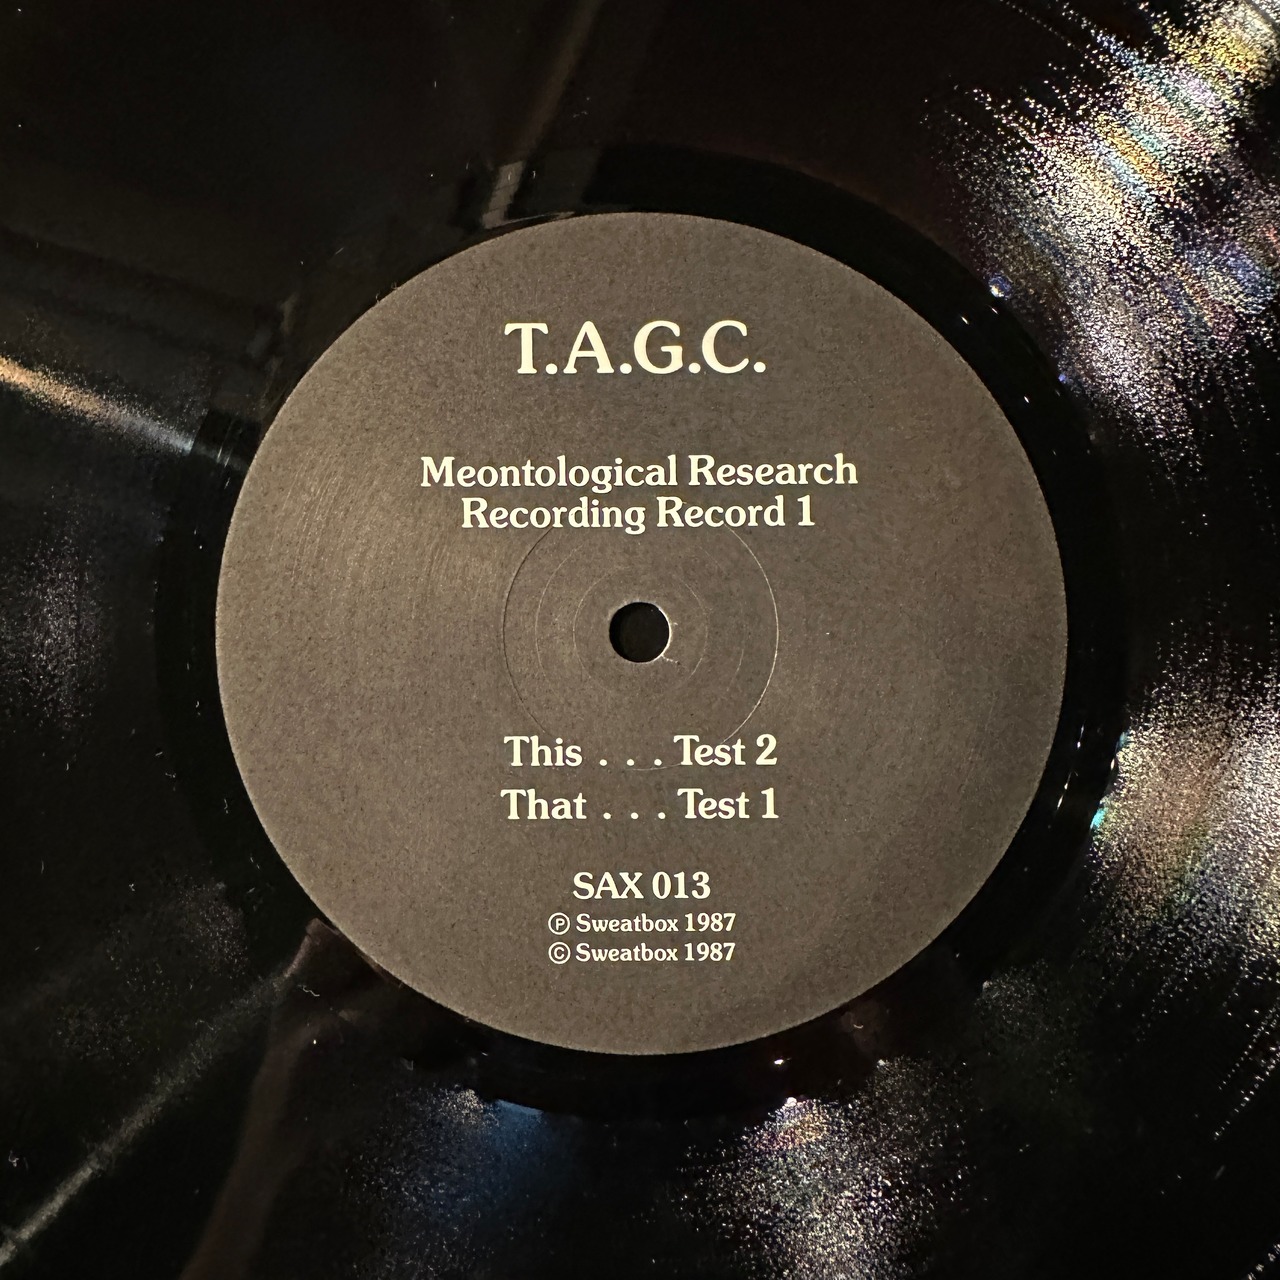 T.A.G.C.
Meontological Research
Recording Record 1
This . . . Test 2
That . . . Test 1
SAX 013
Ⓟ Sweatbox 1987
© Sweatbox 1987